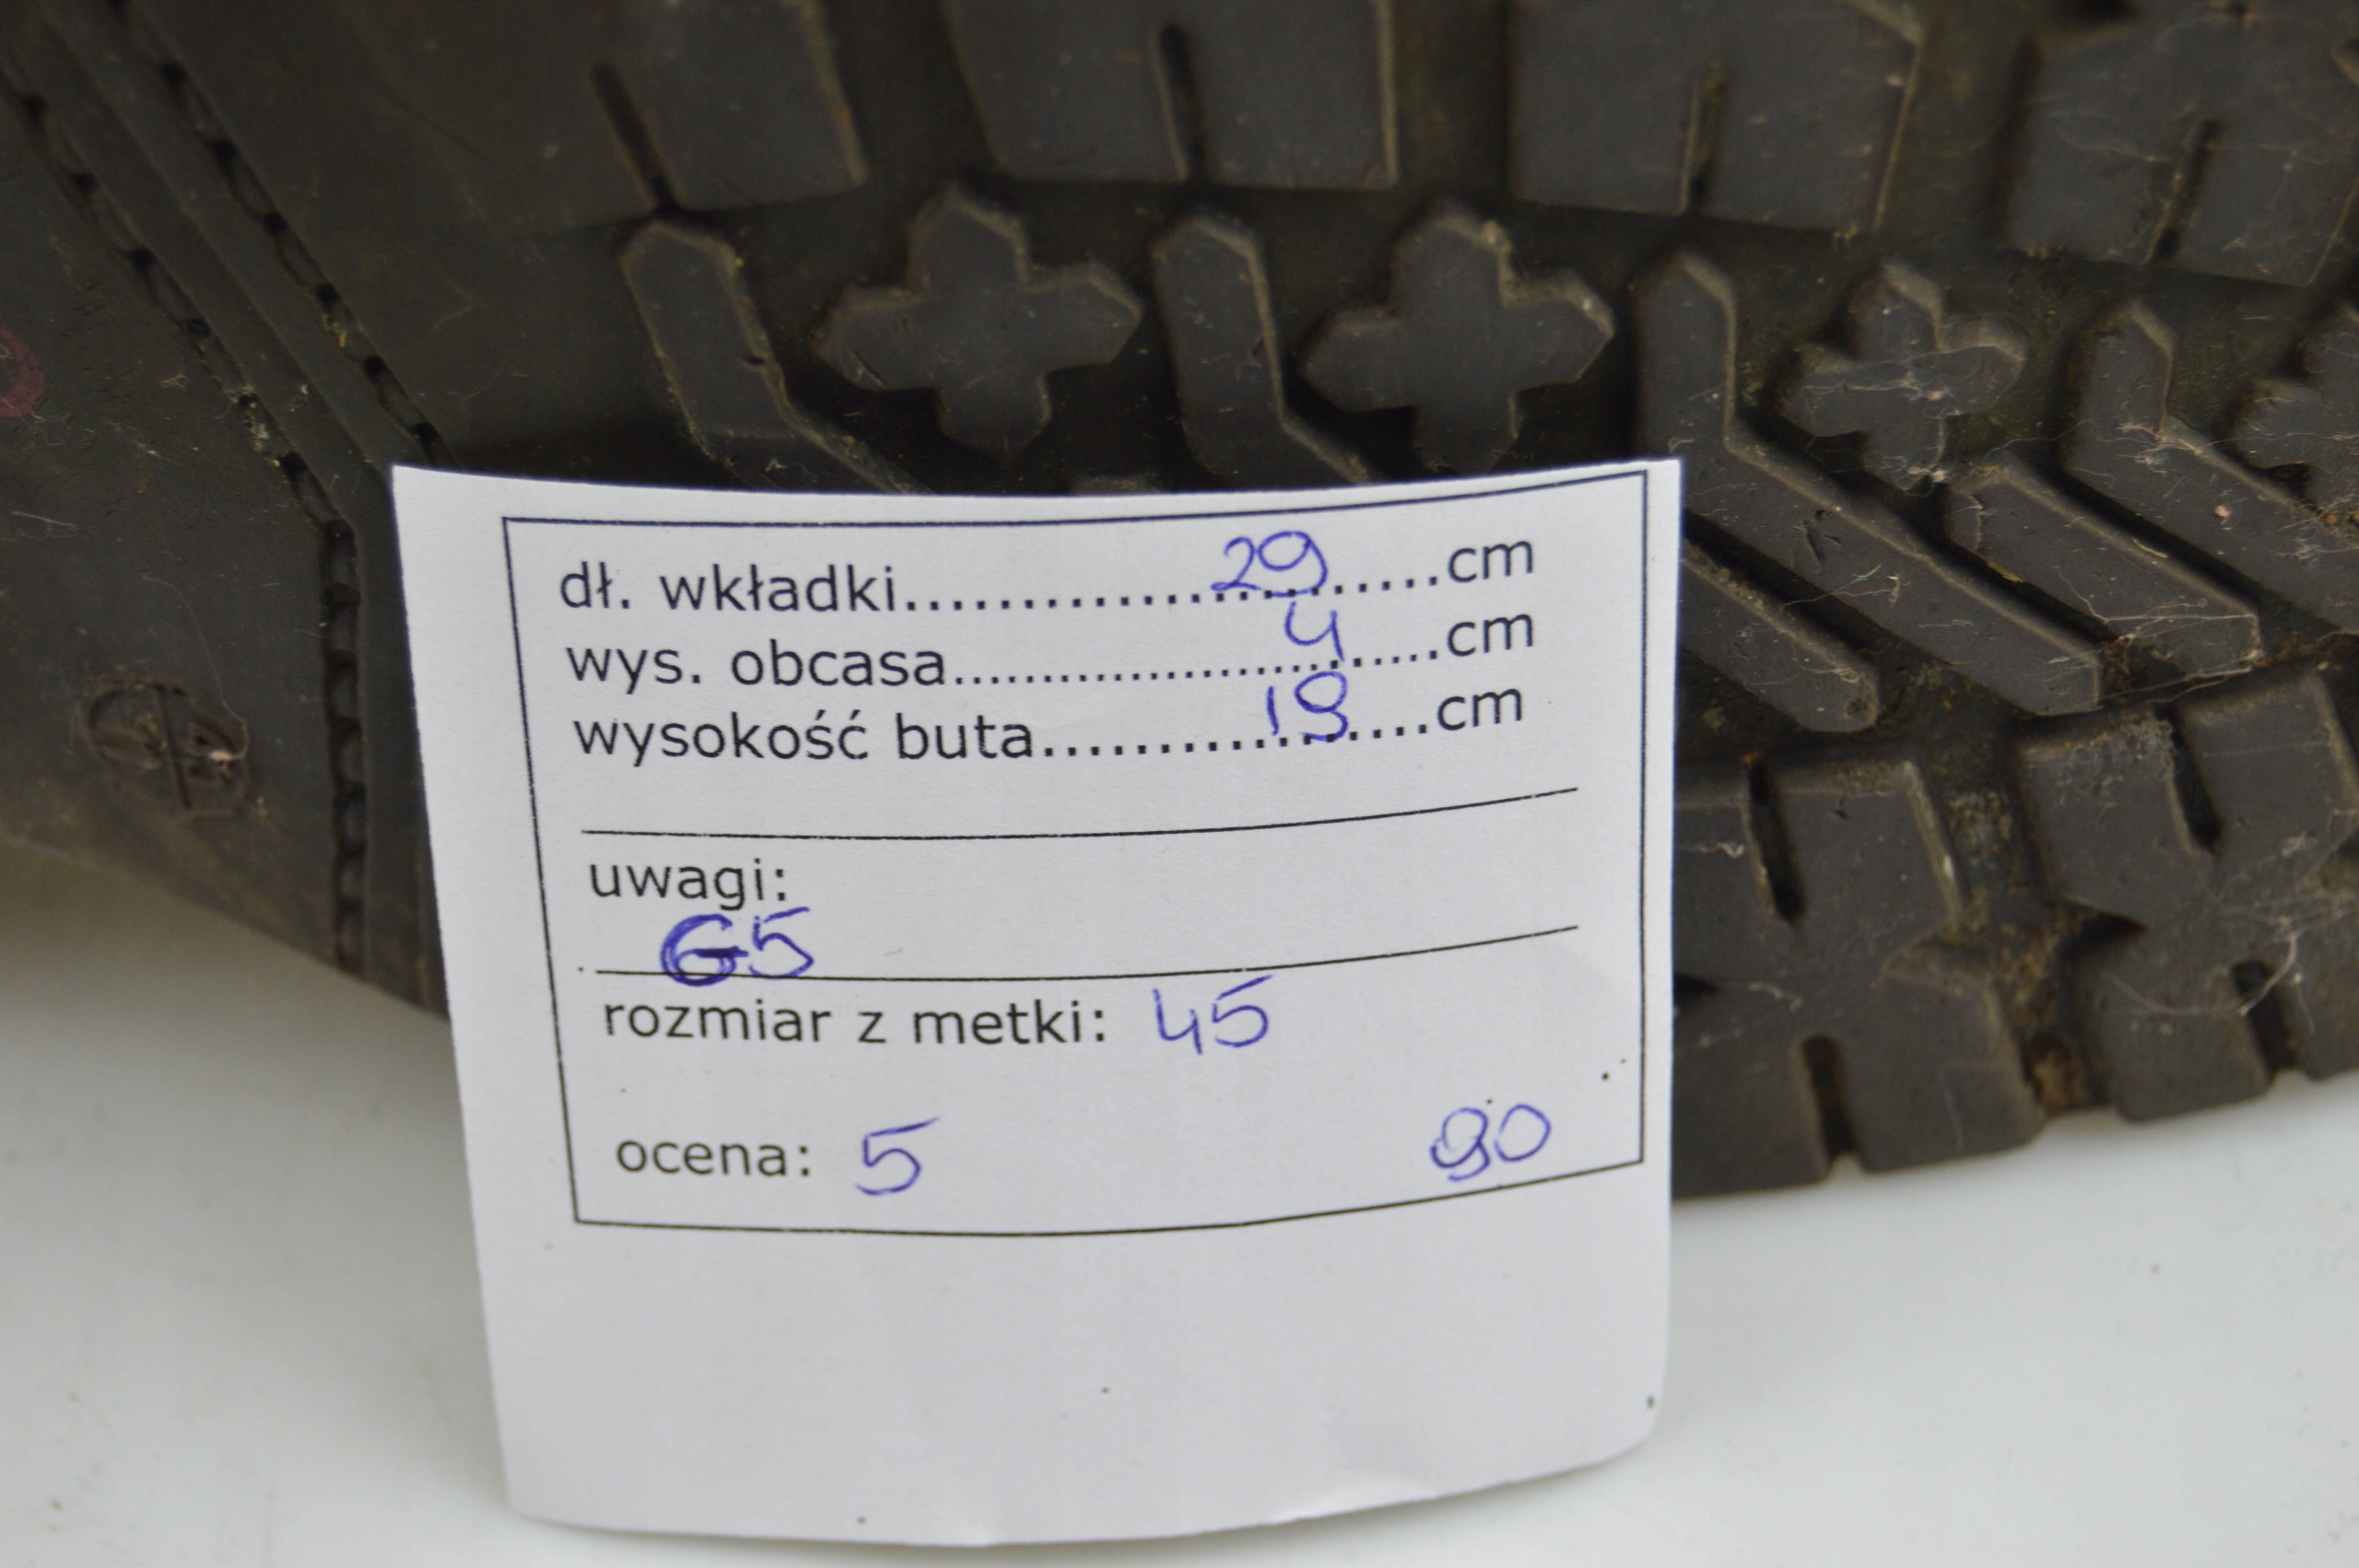 dł. wkładki......................29.....cm
wys. obcasa..........................4.....cm
wysokość buta..................19....cm
uwagi:
G5
rozmiar z metki: 45
ocena: 5 90